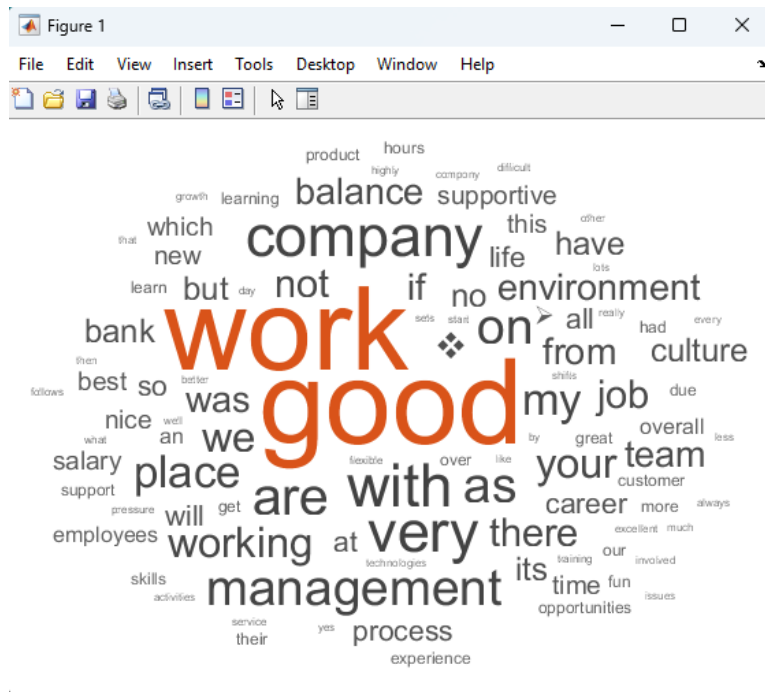 Figure 1
File Edit View Insert Tools Desktop Window Help
product hours
highly company difficult
growth learning balance supportive
which this other
that company life have
new lots
learn but day not if no environment
work sets start on all really had every
bank from culture
then shifts
follows best so better was good my job due
nice well we overall
what an by great less
salary place flexible over like your team
support are with as customer
pressure will get career more always
employees working at very there excellent much
technologies its training our involved
skills management time fun
activities opportunities issues
service yes process
their
experience